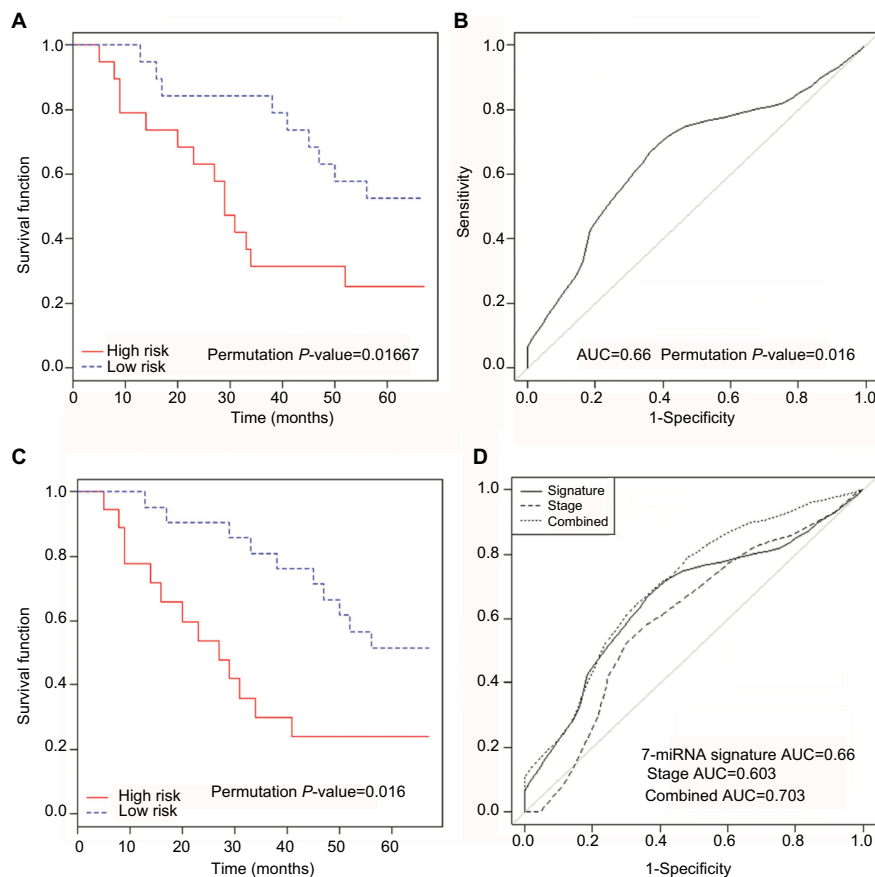 A
Survival function
1.0
0.8
0.6
0.4
0.2
0.0
High risk
Low risk
Permutation P-value=0.01667
0 10 20 30 40 50 60
Time (months)
B
Sensitivity
1.0
0.8
0.6
0.4
0.2
0.0
AUC=0.66 Permutation P-value=0.016
0.0 0.2 0.4 0.6 0.8 1.0
1-Specificity
C
Survival function
1.0
0.8
0.6
0.4
0.2
0.0
High risk
Low risk
Permutation P-value=0.016
0 10 20 30 40 50 60
Time (months)
D
Signature
Stage
Combined
1.0
0.8
0.6
0.4
0.2
0.0
7-miRNA signature AUC=0.66
Stage AUC=0.603
Combined AUC=0.703
0.0 0.2 0.4 0.6 0.8 1.0
1-Specificity